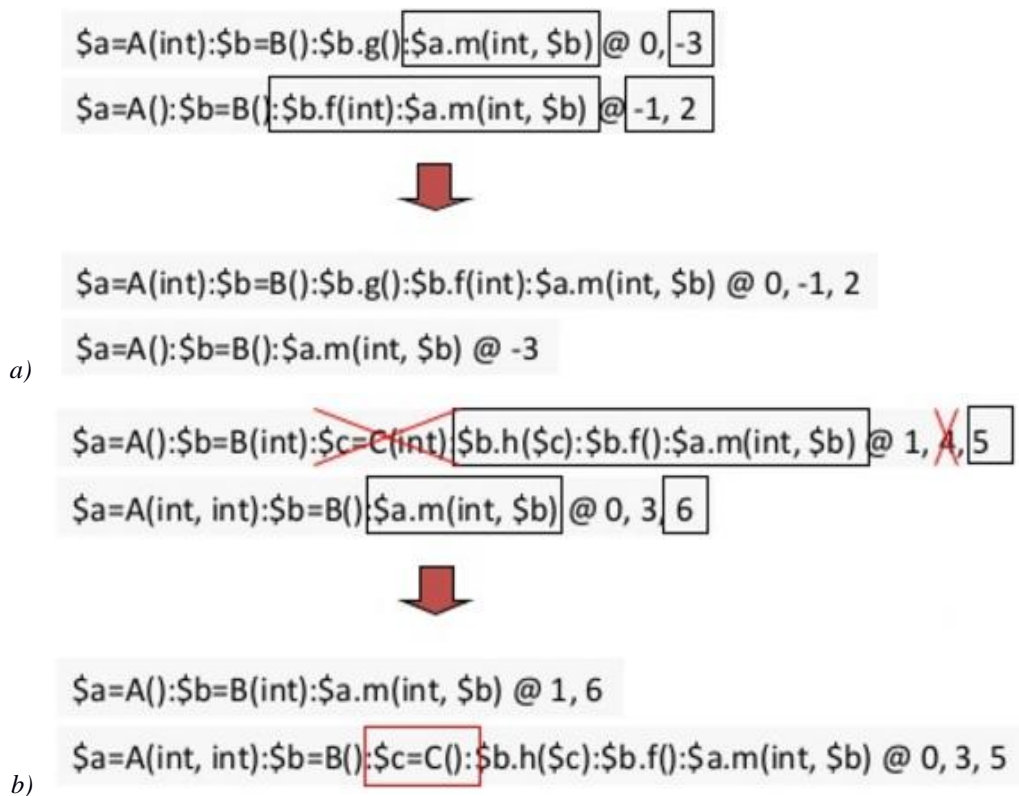 $a=A(int):$b=B():$b.g():$a.m(int, $b) @ 0, -3
$a=A():$b=B():$b.f(int):$a.m(int, $b) @ -1, 2
$a=A(int):$b=B():$b.g():$b.f(int):$a.m(int, $b) @ 0, -1, 2
$a=A():$b=B():$a.m(int, $b) @ -3
a)
$a=A():$b=B(int):$c=C(int):$b.h($c):$b.f():$a.m(int, $b) @ 1, 4, 5
$a=A(int, int):$b=B():$a.m(int, $b) @ 0, 3, 6
$a=A():$b=B(int):$a.m(int, $b) @ 1, 6
$a=A(int, int):$b=B():$c=C():$b.h($c):$b.f():$a.m(int, $b) @ 0, 3, 5
b)